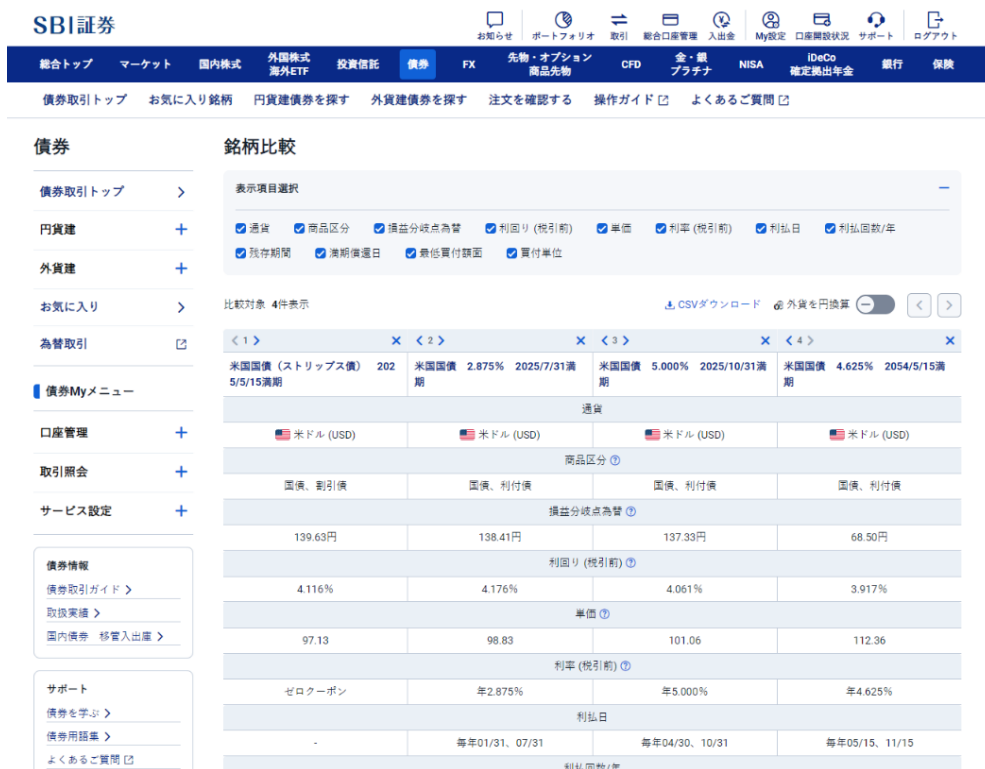 SBI証券
お知らせ ポートフォリオ 取引 総合口座管理 入出金 My設定 口座開設状況 サポート ログアウト
総合トップ マーケット 国内株式 外国株式 海外ETF 投資信託 債券 FX 先物・オプション 商品先物 CFD 金・銀 プラチナ NISA iDeCo 確定拠出年金 銀行 保険
債券取引トップ お気に入り銘柄 円貨建債券を探す 外貨建債券を探す 注文を確認する 操作ガイド よくあるご質問
債券
債券取引トップ
円貨建
外貨建
お気に入り
為替取引
債券Myメニュー
口座管理
取引照会
サービス設定
債券情報
債券取引ガイド
取扱実績
国内債券 移管入出庫
サポート
債券を学ぶ
債券用語集
よくあるご質問
銘柄比較
表示項目選択
通貨 商品区分 損益分岐点為替 利回り (税引前) 単価 利率 (税引前) 利払日 利払回数/年
残存期間 満期償還日 最低買付額面 買付単位
比較対象 4件表示 CSVダウンロード 外貨を円換算
1 2 3 4
米国国債（ストリップス債） 2025/5/15満期 米国国債 2.875% 2025/7/31満期 米国国債 5.000% 2025/10/31満期 米国国債 4.625% 2054/5/15満期
通貨
米ドル (USD) 米ドル (USD) 米ドル (USD) 米ドル (USD)
商品区分
国債、割引債 国債、利付債 国債、利付債 国債、利付債
損益分岐点為替
139.63円 138.41円 137.33円 68.50円
利回り (税引前)
4.116% 4.176% 4.061% 3.917%
単価
97.13 98.83 101.06 112.36
利率 (税引前)
ゼロクーポン 年2.875% 年5.000% 年4.625%
利払日
- 毎年01/31、07/31 毎年04/30、10/31 毎年05/15、11/15
利払回数/年